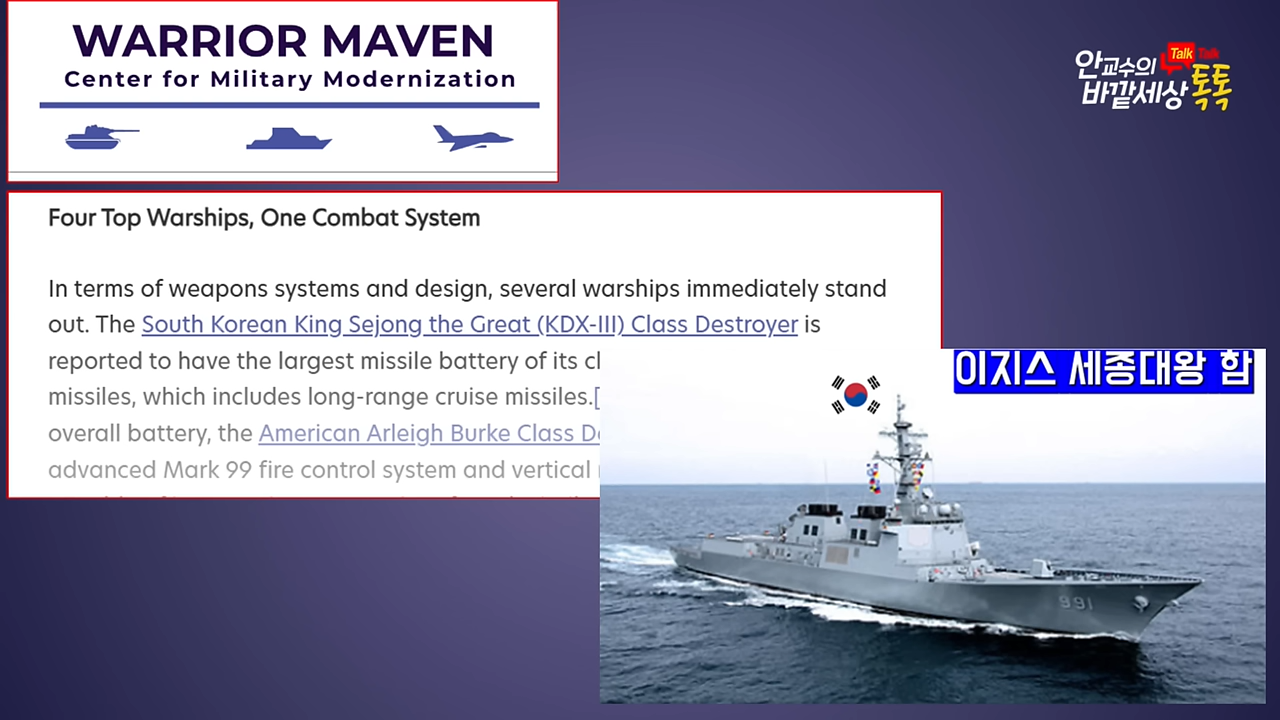 WARRIOR MAVEN
Center for Military Modernization
안교수의 Talk Talk
바깥세상 톡톡
Four Top Warships, One Combat System
In terms of weapons systems and design, several warships immediately stand
out. The South Korean King Sejong the Great (KDX-III) Class Destroyer is
reported to have the largest missile battery of its
missiles, which includes long-range cruise missiles.[
overall battery, the American Arleigh Burke Class
advanced Mark 99 fire control system and vertical
이지스 세종대왕 함
991